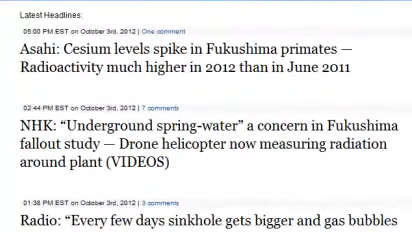 Latest Headlines:
05:00 PM EST on October 3rd, 2012 | One comment
Asahi: Cesium levels spike in Fukushima primates —
Radioactivity much higher in 2012 than in June 2011
02:44 PM EST on October 3rd, 2012 | 7 comments
NHK: “Underground spring-water” a concern in Fukushima
fallout study — Drone helicopter now measuring radiation
around plant (VIDEOS)
01:38 PM EST on October 3rd, 2012 | 3 comments
Radio: “Every few days sinkhole gets bigger and gas bubbles